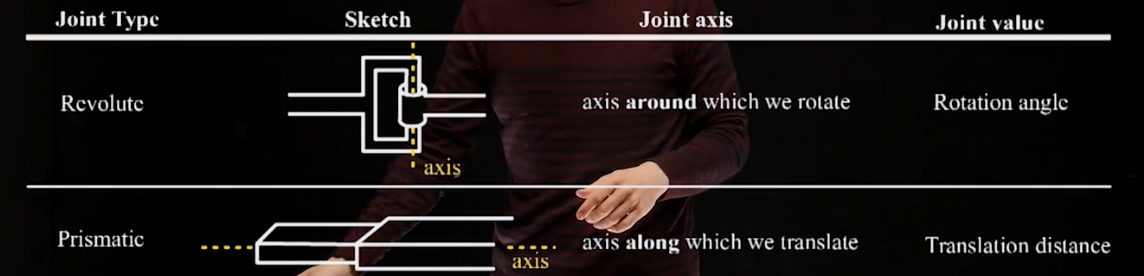 Joint Type Sketch Joint axis Joint value
Revolute axis around which we rotate Rotation angle
axis
Prismatic axis along which we translate Translation distance
axis